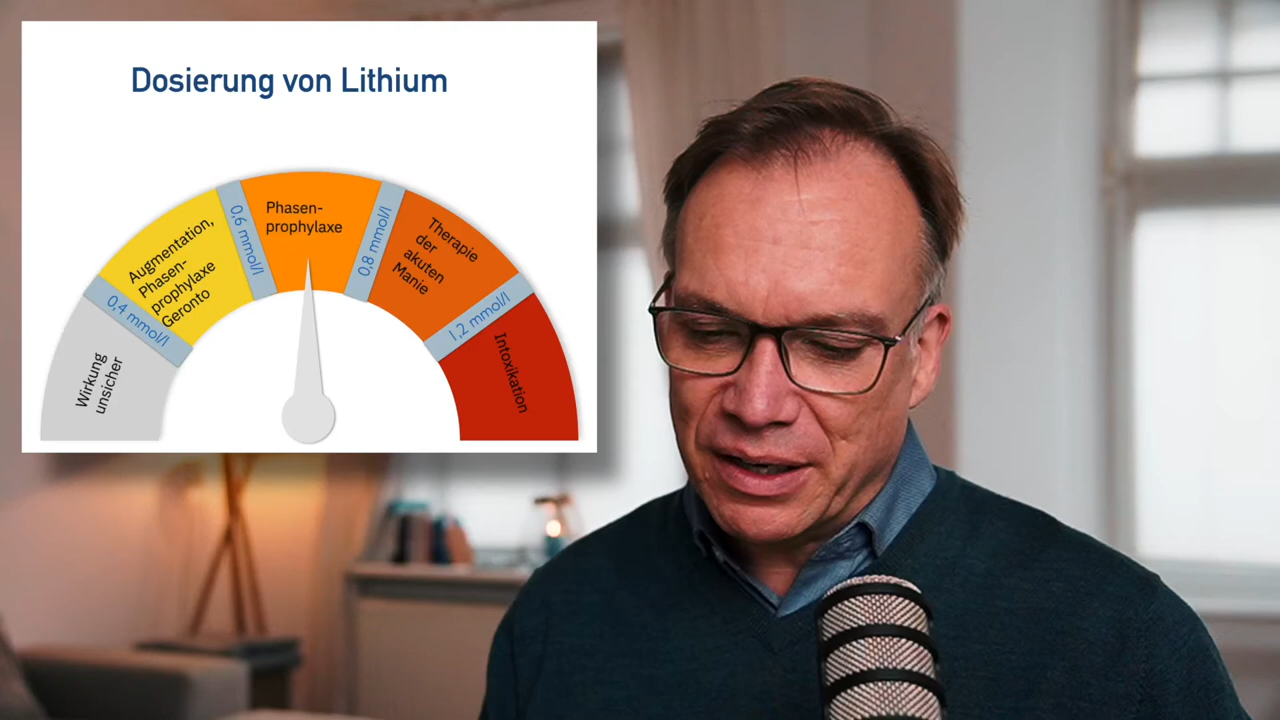 Dosierung von Lithium
Wirkung
unsicher
0,4 mmol/l
Augmentation,
Phasen-
prophylaxe
Geronto
0,6 mmol/l
Phasen-
prophylaxe
0,8 mmol/l
Therapie
der
akuten
Manie
1,2 mmol/l
Intoxikation